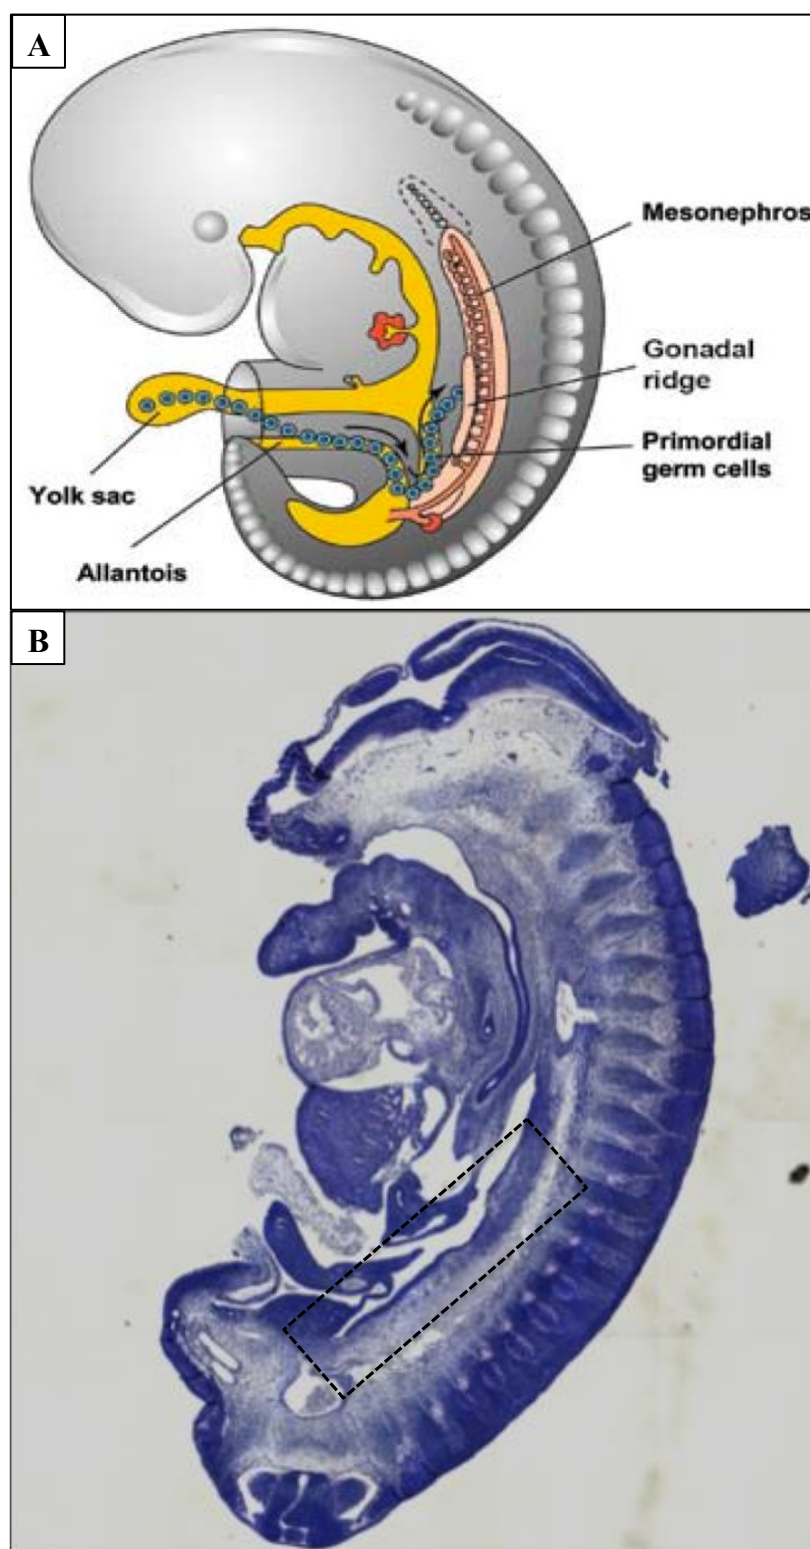 A
Mesonephros
Gonadal
ridge
Primordial
germ cells
Yolk sac
Allantois
B